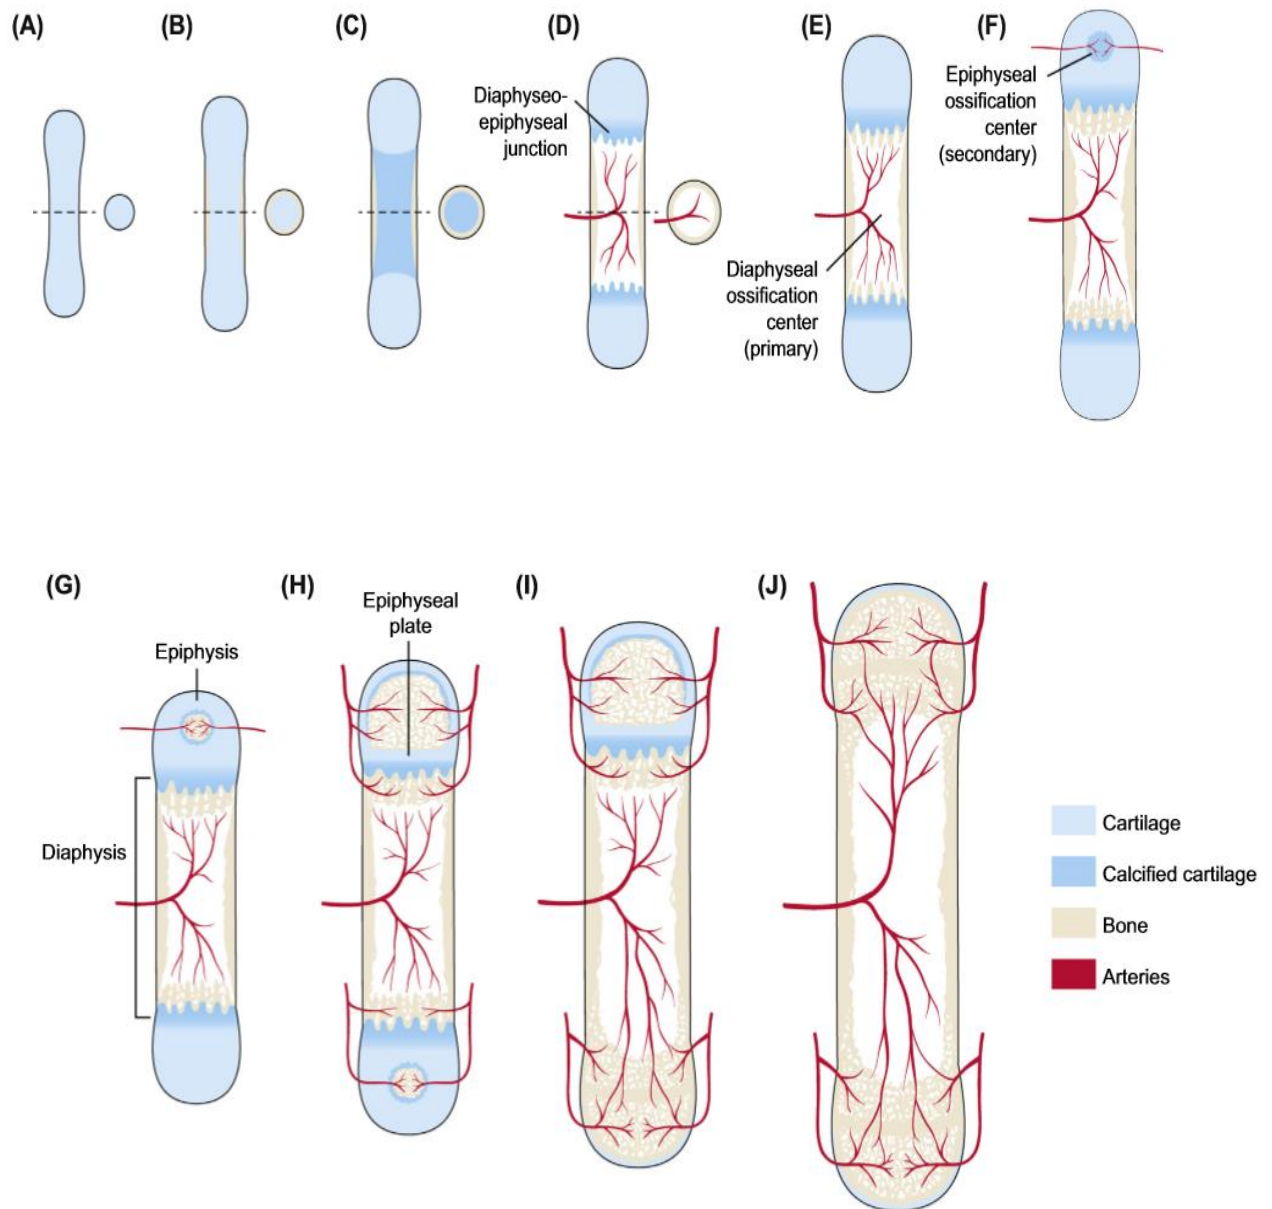 (A)
(B)
(C)
(D)
(E)
(F)
Diaphyseo-
epiphyseal
junction
Diaphyseal
ossification
center
(primary)
Epiphyseal
ossification
center
(secondary)
(G)
(H)
(I)
(J)
Epiphysis
Diaphysis
Epiphyseal
plate
Cartilage
Calcified cartilage
Bone
Arteries